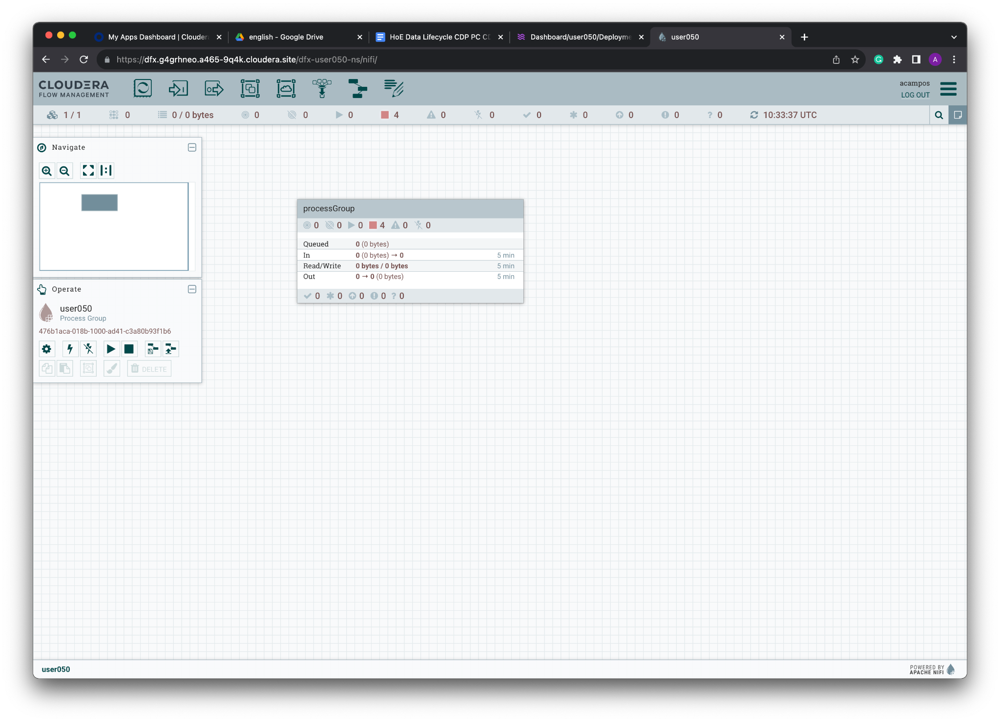 My Apps Dashboard | Clouder
english - Google Drive
HoE Data Lifecycle CDP PC CD
Dashboard/user050/Deployme
user050
https://dfx.g4grhneo.a465-9q4k.cloudera.site/dfx-user050-ns/nifi/
A
CLOUDERA
FLOW MANAGEMENT
acampos
LOG OUT
1 / 1 0 0 / 0 bytes 0 0 0 4 0 0 0 0 0 0 ? 0 10:33:37 UTC
Navigate
processGroup
0 0 0 4 0 0
Queued 0 (0 bytes)
In 0 (0 bytes) → 0 5 min
Read/Write 0 bytes / 0 bytes 5 min
Out 0 → 0 (0 bytes) 5 min
0 0 0 0 ? 0
Operate
user050
Process Group
476b1aca-018b-1000-ad41-c3a80b93f1b6
DELETE
user050
POWERED BY
APACHE NIFI